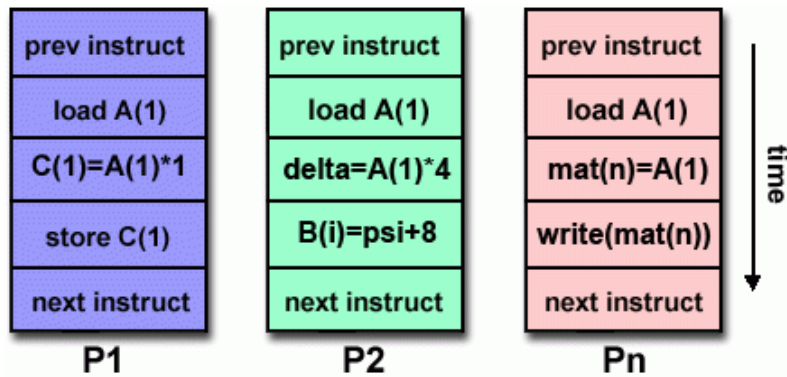 prev instruct
load A(1)
C(1)=A(1)*1
store C(1)
next instruct
P1
prev instruct
load A(1)
delta=A(1)*4
B(i)=psi+8
next instruct
P2
prev instruct
load A(1)
mat(n)=A(1)
write(mat(n))
next instruct
Pn
time